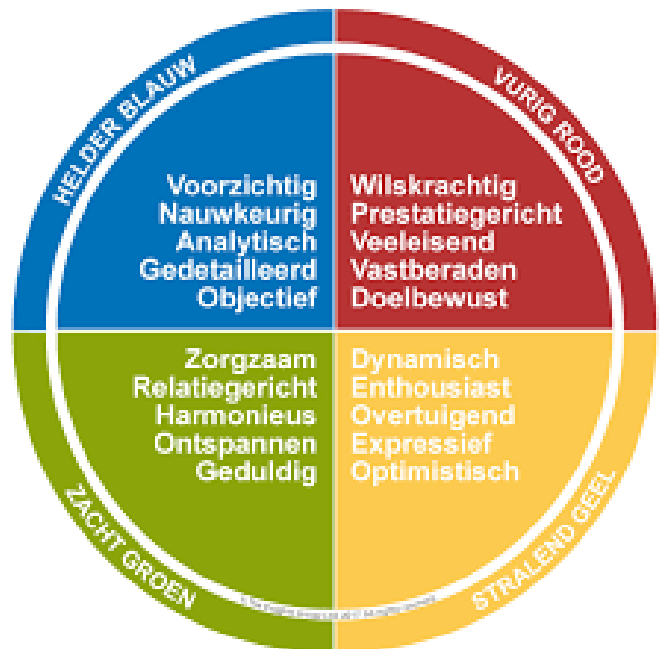 HELDER BLAUW
Voorzichtig
Nauwkeurig
Analytisch
Gedetailleerd
Objectief
VURIG ROOD
Wilskrachtig
Prestatiegericht
Veeleisend
Vastberaden
Doelbewust
ZACHT GROEN
Zorgzaam
Relatiegericht
Harmonieus
Ontspannen
Geduldig
STRALEND GEEL
Dynamisch
Enthousiast
Overtuigend
Expressief
Optimistisch